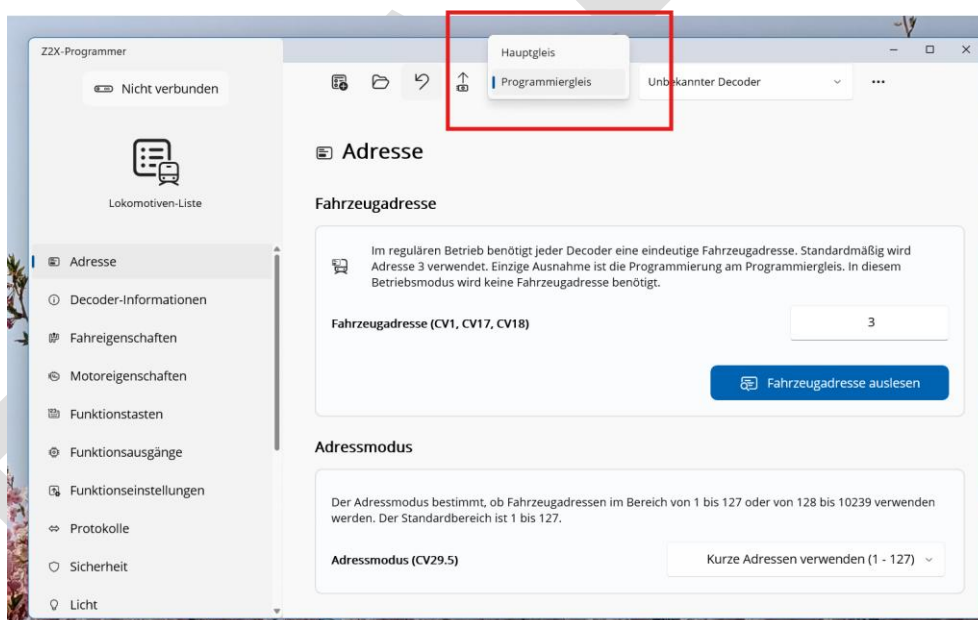 Z2X-Programmer
Nicht verbunden
Lokomotiven-Liste
Adresse
Decoder-Informationen
Fahreigenschaften
Motoreigenschaften
Funktionstasten
Funktionsausgänge
Funktionseinstellungen
Protokolle
Sicherheit
Licht
Hauptgleis
Programmiergleis
Unbekannter Decoder
Adresse
Fahrzeugadresse
Im regulären Betrieb benötigt jeder Decoder eine eindeutige Fahrzeugadresse. Standardmäßig wird
Adresse 3 verwendet. Einzige Ausnahme ist die Programmierung am Programmiergleis. In diesem
Betriebsmodus wird keine Fahrzeugadresse benötigt.
Fahrzeugadresse (CV1, CV17, CV18)
3
Fahrzeugadresse auslesen
Adressmodus
Der Adressmodus bestimmt, ob Fahrzeugadressen im Bereich von 1 bis 127 oder von 128 bis 10239 verwenden
werden. Der Standardbereich ist 1 bis 127.
Adressmodus (CV29.5)
Kurze Adressen verwenden (1 - 127)